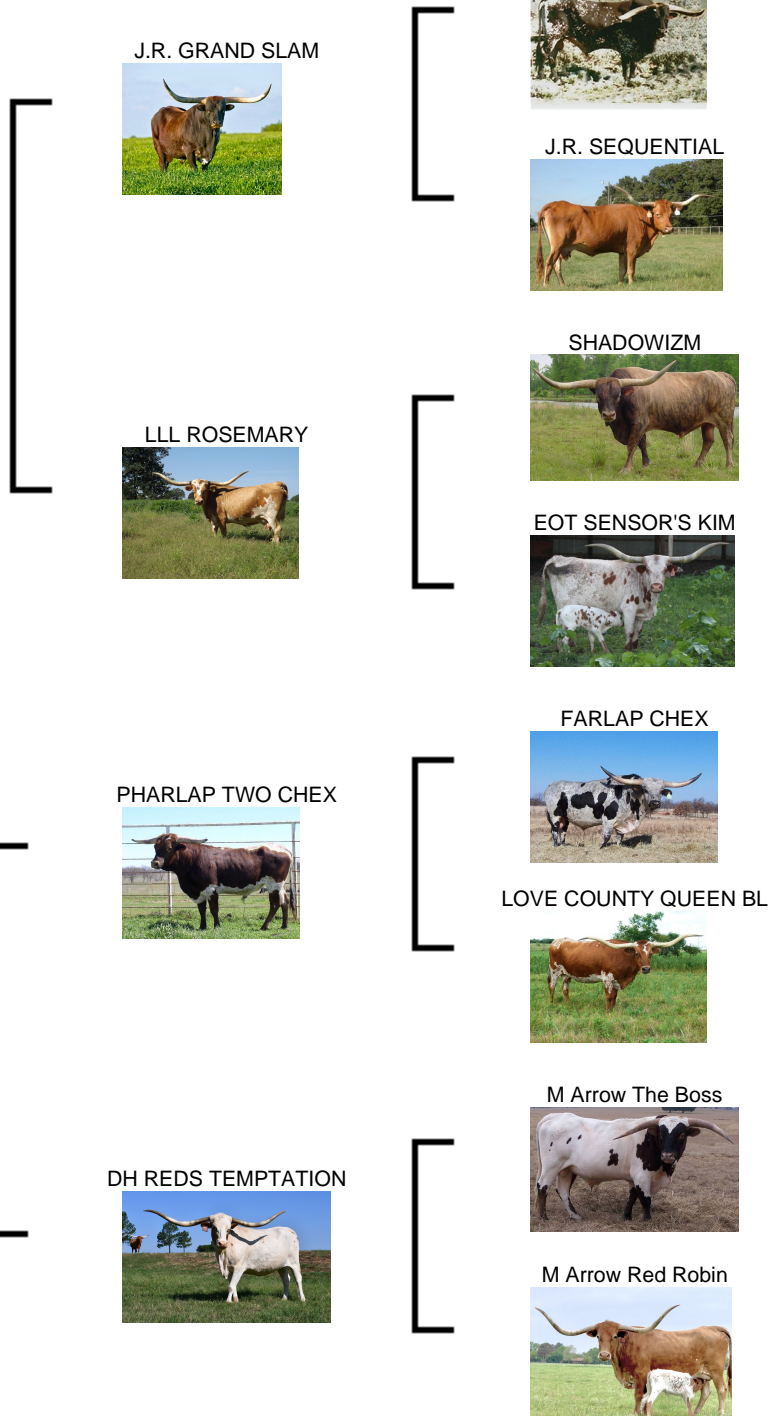 J.R. GRAND SLAM
J.R. SEQUENTIAL
SHADOWIZM
LLL ROSEMARY
EOT SENSOR'S KIM
FARLAP CHEX
PHARLAP TWO CHEX
LOVE COUNTY QUEEN BL
M Arrow The Boss
DH REDS TEMPTATION
M Arrow Red Robin